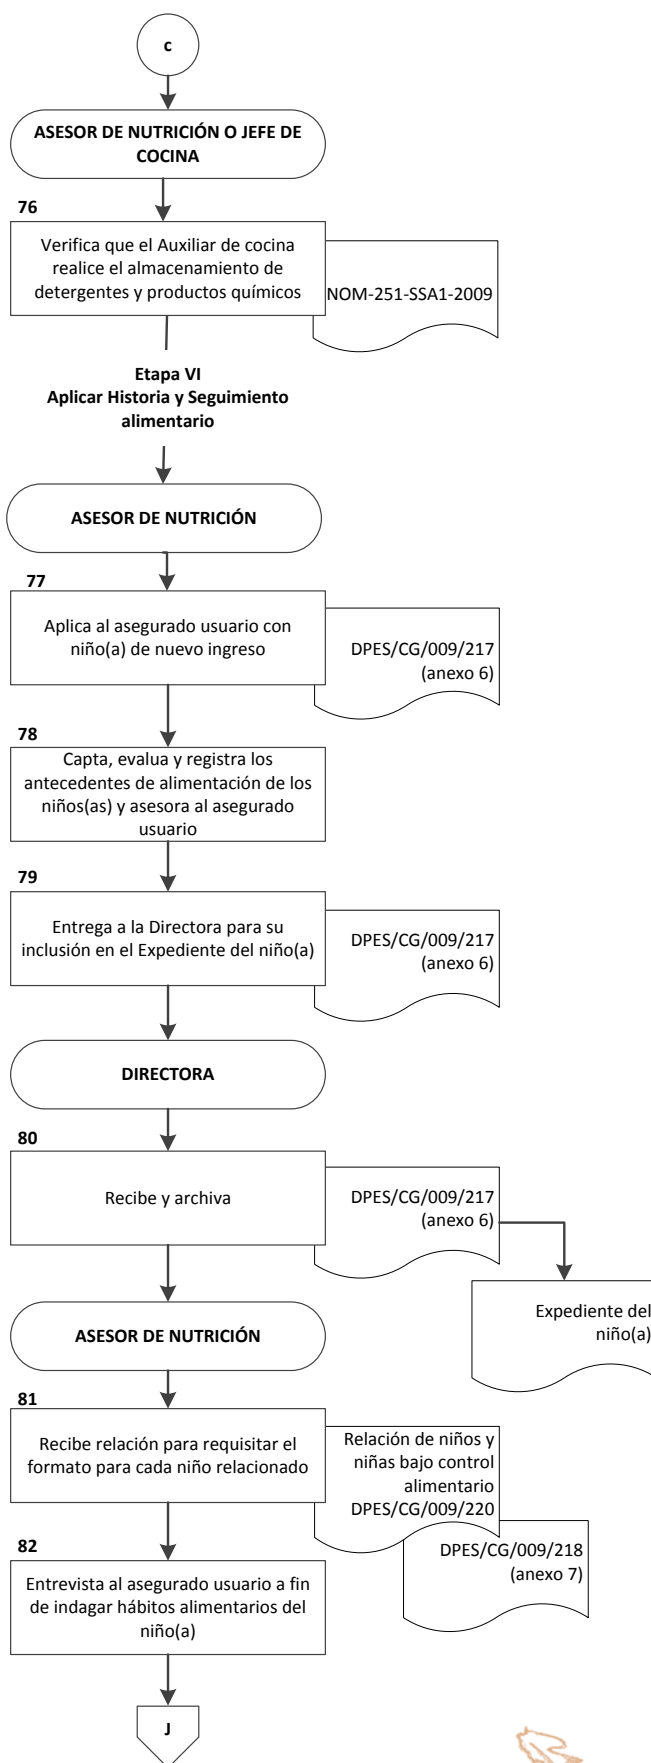 c
ASESOR DE NUTRICIÓN O JEFE DE
COCINA
76
Verifica que el Auxiliar de cocina
realice el almacenamiento de
detergentes y productos químicos
NOM-251-SSA1-2009
Etapa VI
Aplicar Historia y Seguimiento
alimentario
ASESOR DE NUTRICIÓN
77
Aplica al asegurado usuario con
niño(a) de nuevo ingreso
DPES/CG/009/217
(anexo 6)
78
Capta, evalua y registra los
antecedentes de alimentación de los
niños(as) y asesora al asegurado
usuario
79
Entrega a la Directora para su
inclusión en el Expediente del niño(a)
DPES/CG/009/217
(anexo 6)
DIRECTORA
80
Recibe y archiva
DPES/CG/009/217
(anexo 6)
Expediente del
niño(a)
ASESOR DE NUTRICIÓN
81
Recibe relación para requisitar el
formato para cada niño relacionado
Relación de niños y
niñas bajo control
alimentario
DPES/CG/009/220
DPES/CG/009/218
(anexo 7)
82
Entrevista al asegurado usuario a fin
de indagar hábitos alimentarios del
niño(a)
J